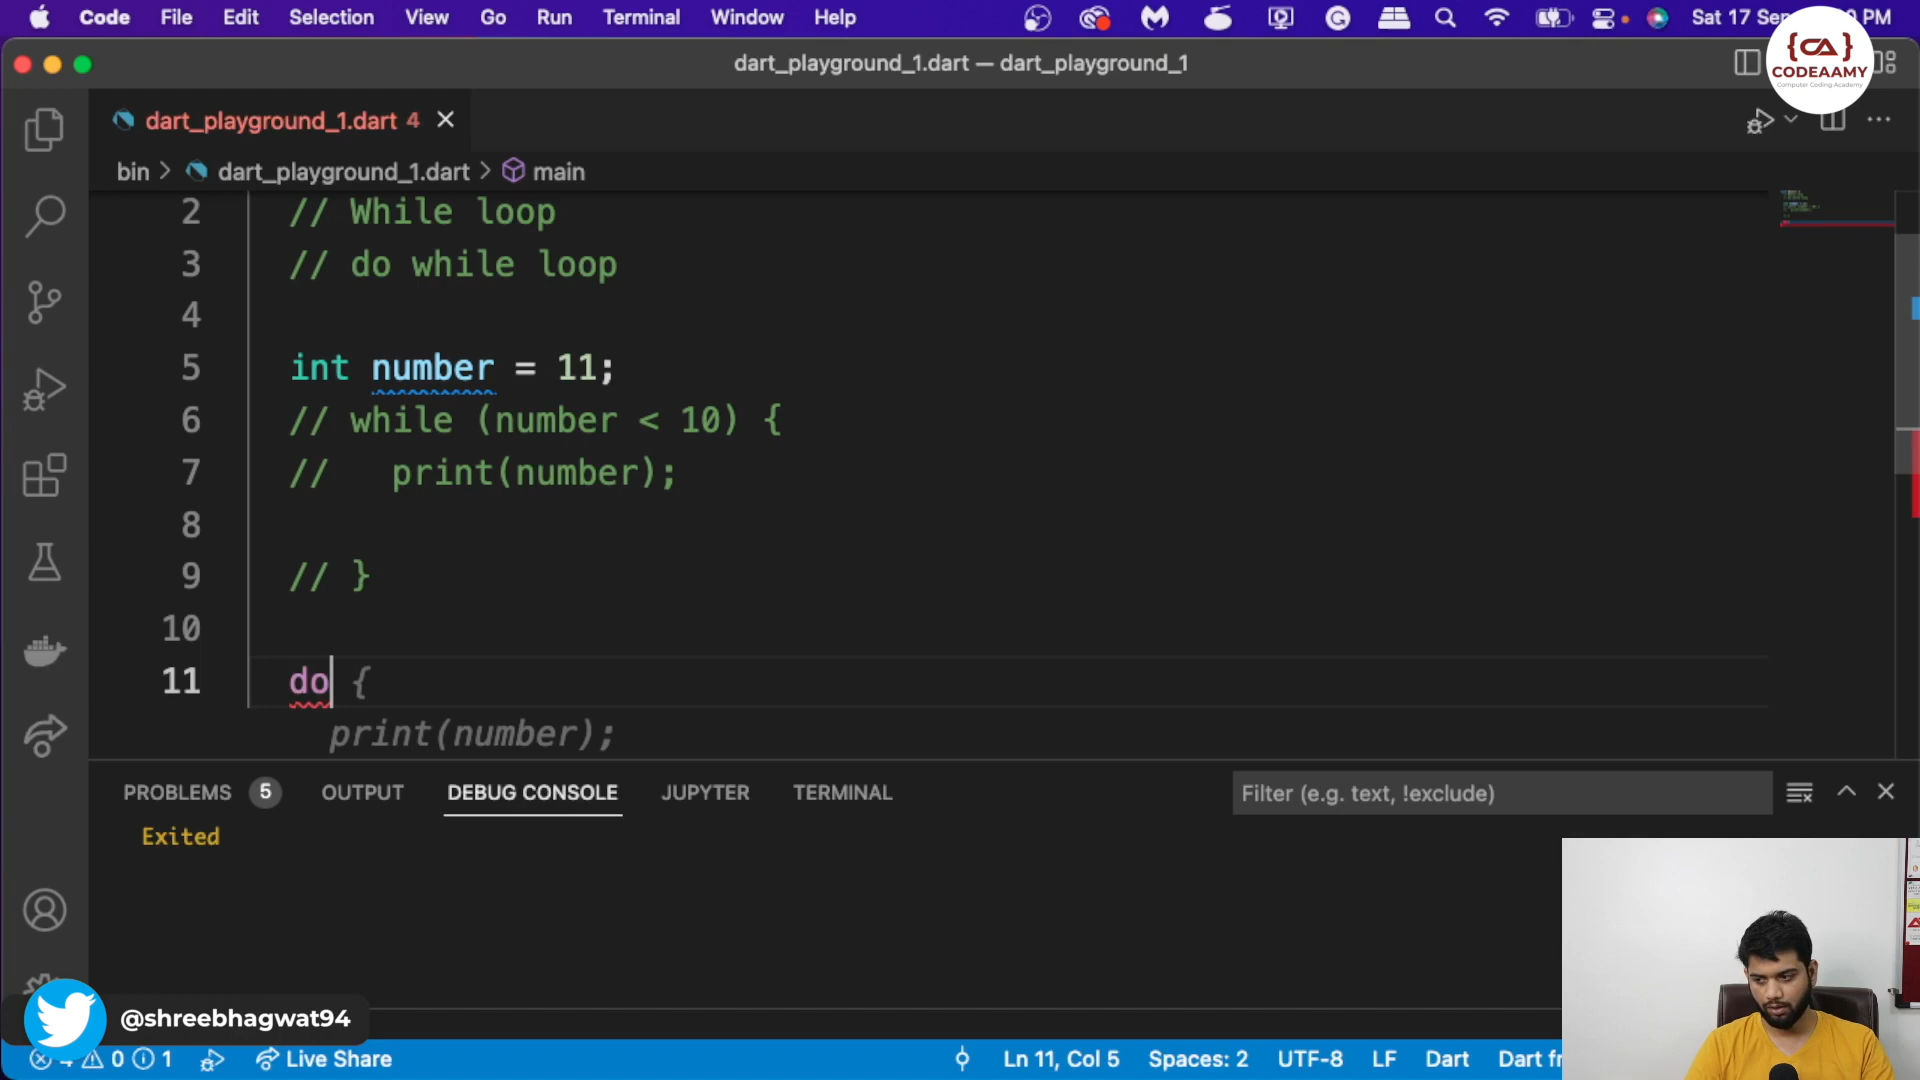 Code File Edit Selection View Go Run Terminal Window Help Sat 17 PM
dart_playground_1.dart — dart_playground_1
{CA}
CODEAAMY
Computer Coding Academy
dart_playground_1.dart 4
bin > dart_playground_1.dart > main
2 // While loop
3 // do while loop
4
5 int number = 11;
6 // while (number < 10) {
7 // print(number);
8
9 // }
10
11 do {
print(number);
PROBLEMS 5 OUTPUT DEBUG CONSOLE JUPYTER TERMINAL Filter (e.g. text, !exclude)
Exited
@shreebhagwat94
0 1 Live Share Ln 11, Col 5 Spaces: 2 UTF-8 LF Dart Dart